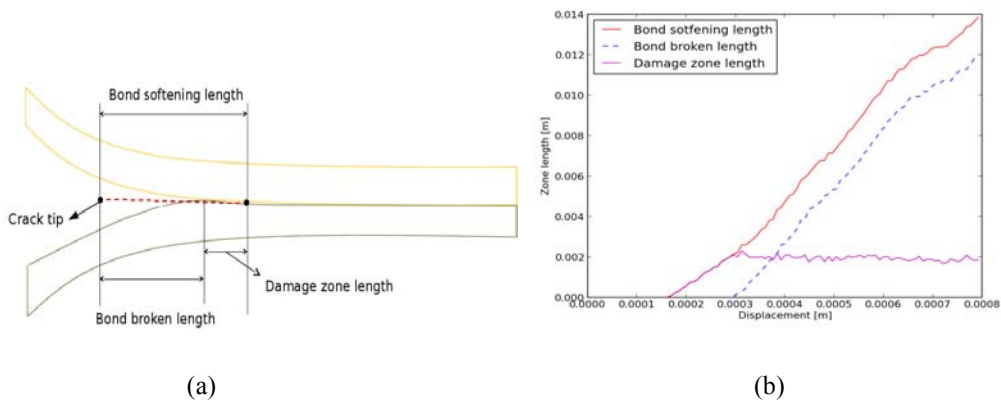 Bond softening length
Crack tip
Damage zone length
Bond broken length
(a)
0.014
0.012
0.010
0.008
0.006
0.004
0.002
0.000
Zone length [m]
Bond sotfening length
Bond broken length
Damage zone length
0.0000 0.0001 0.0002 0.0003 0.0004 0.0005 0.0006 0.0007 0.0008
Displacement [m]
(b)